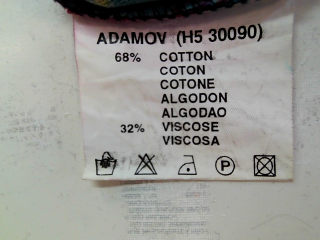 ADAMOV (H5 30090)
68% COTTON
COTON
COTONE
ALGODON
ALGODAO
32% VISCOSE
VISCOSA
P